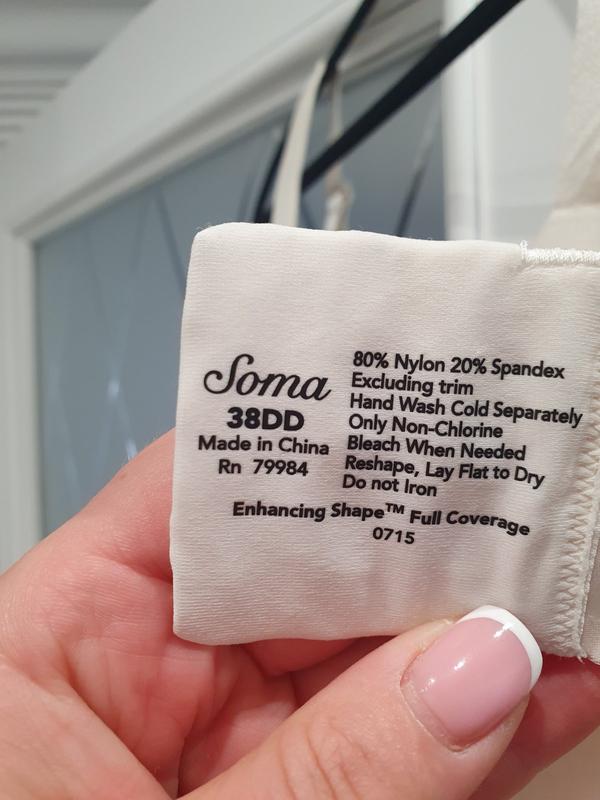 Soma
38DD
Made in China
Rn 79984
80% Nylon 20% Spandex
Excluding trim
Hand Wash Cold Separately
Only Non-Chlorine
Bleach When Needed
Reshape, Lay Flat to Dry
Do not Iron
Enhancing Shape™ Full Coverage
0715